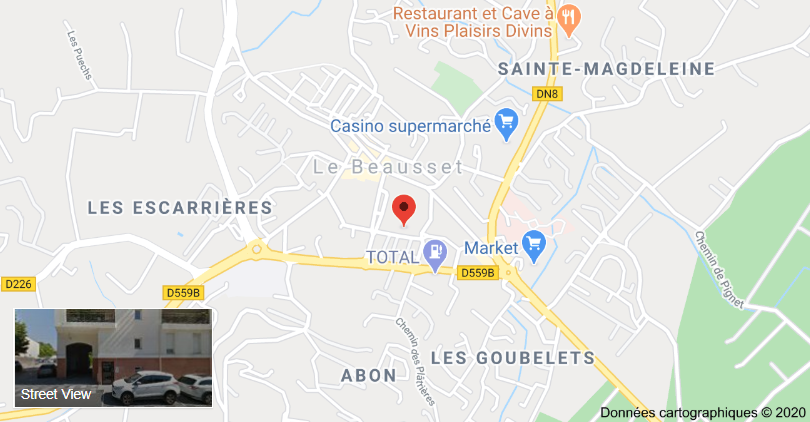 Restaurant et Cave à
Vins Plaisirs Divins
Les Puechs
SAINTE-MAGDELEINE
DN8
Casino supermarché
Le Beausset
LES ESCARRIÈRES
Market
TOTAL
D559B
D226
D559B
Chemin de Pignet
Chemin des Plâmères
LES GOUBELETS
ABON
Street View
Données cartographiques © 2020